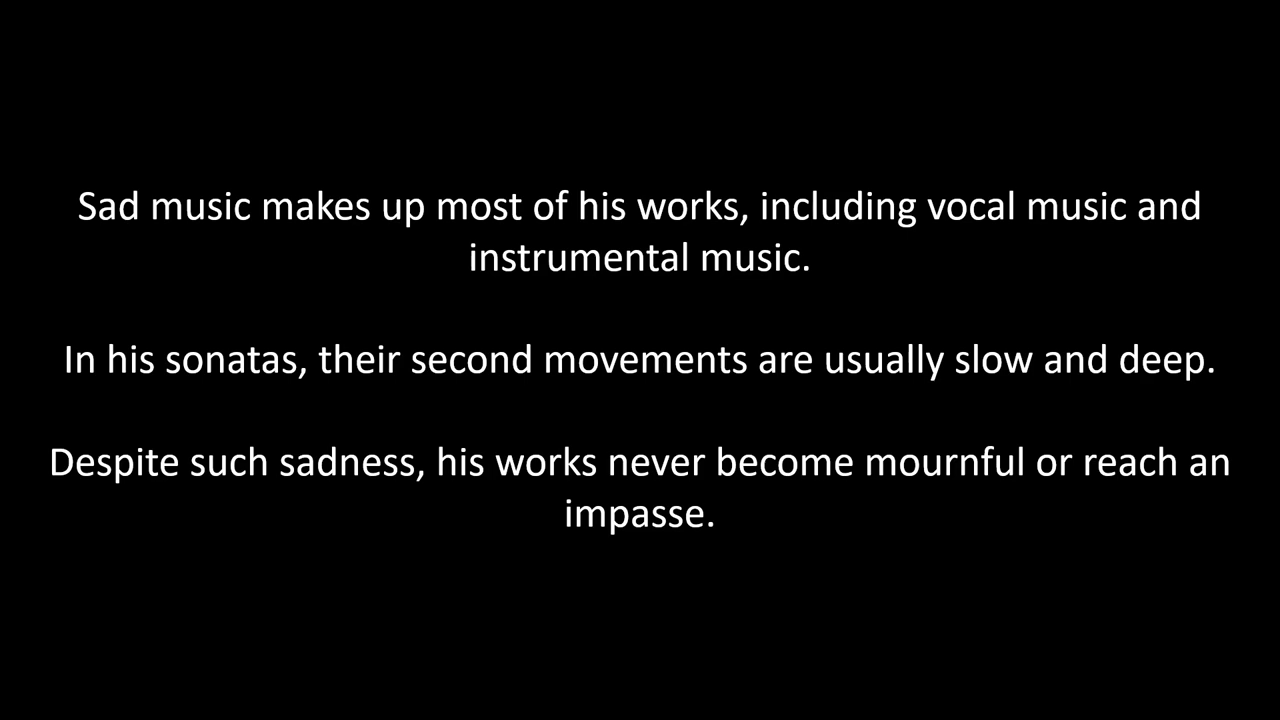 Sad music makes up most of his works, including vocal music and
instrumental music.
In his sonatas, their second movements are usually slow and deep.
Despite such sadness, his works never become mournful or reach an
impasse.